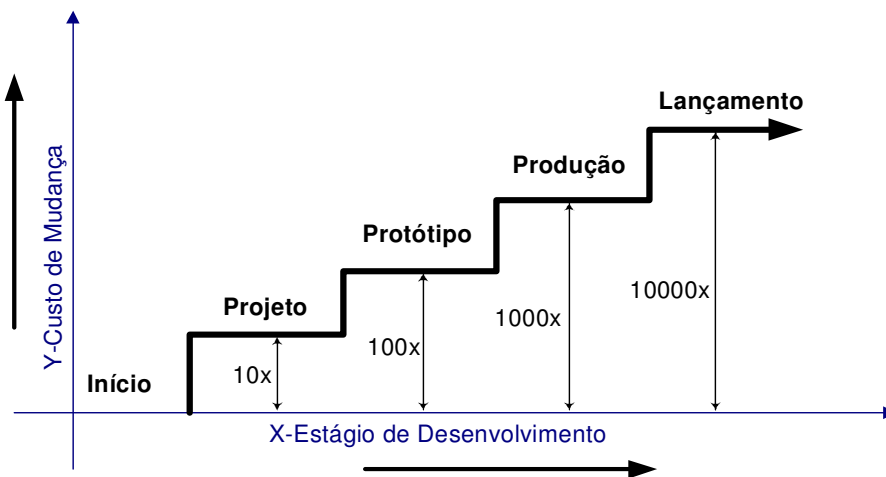 Lançamento
Produção
Protótipo
Projeto
Início
10x
100x
1000x
10000x
Y-Custo de Mudança
X-Estágio de Desenvolvimento